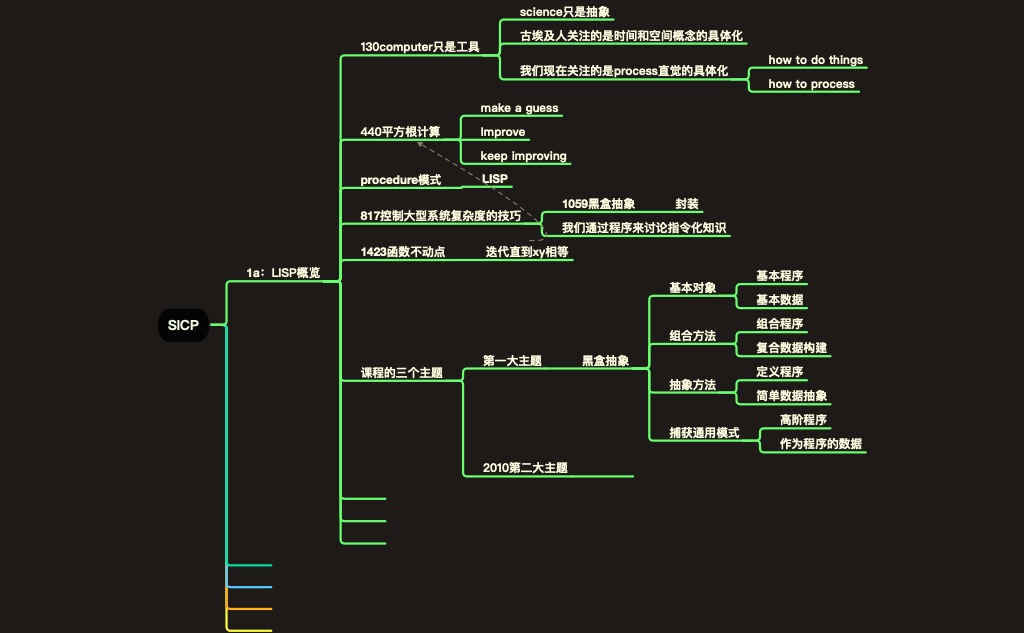 SICP
1a：LISP概览
130computer只是工具
science只是抽象
古埃及人关注的是时间和空间概念的具体化
我们现在关注的是process直觉的具体化
how to do things
how to process
440平方根计算
make a guess
Improve
keep improving
procedure模式
LISP
817控制大型系统复杂度的技巧
1059黑盒抽象
封装
我们通过程序来讨论指令化知识
1423函数不动点
迭代直到xy相等
课程的三个主题
第一大主题
黑盒抽象
基本对象
基本程序
基本数据
组合方法
组合程序
复合数据构建
抽象方法
定义程序
简单数据抽象
捕获通用模式
高阶程序
作为程序的数据
2010第二大主题